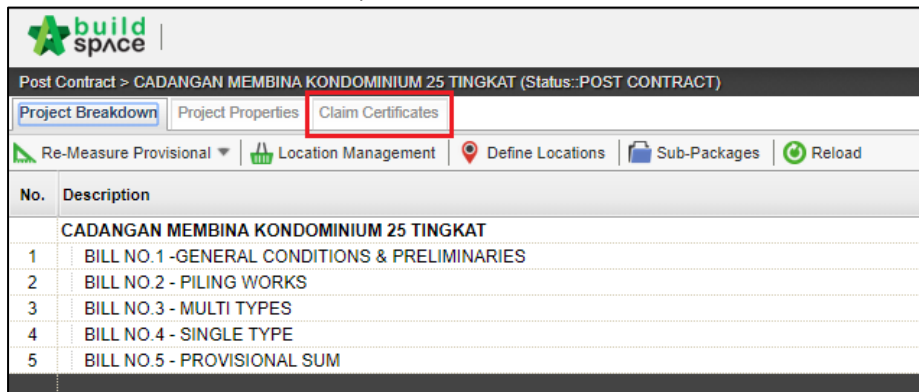 build
space
Post Contract > CADANGAN MEMBINA KONDOMINIUM 25 TINGKAT (Status::POST CONTRACT)
Project Breakdown Project Properties Claim Certificates
Re-Measure Provisional Location Management Define Locations Sub-Packages Reload
No. Description
CADANGAN MEMBINA KONDOMINIUM 25 TINGKAT
1 BILL NO.1 -GENERAL CONDITIONS & PRELIMINARIES
2 BILL NO.2 - PILING WORKS
3 BILL NO.3 - MULTI TYPES
4 BILL NO.4 - SINGLE TYPE
5 BILL NO.5 - PROVISIONAL SUM